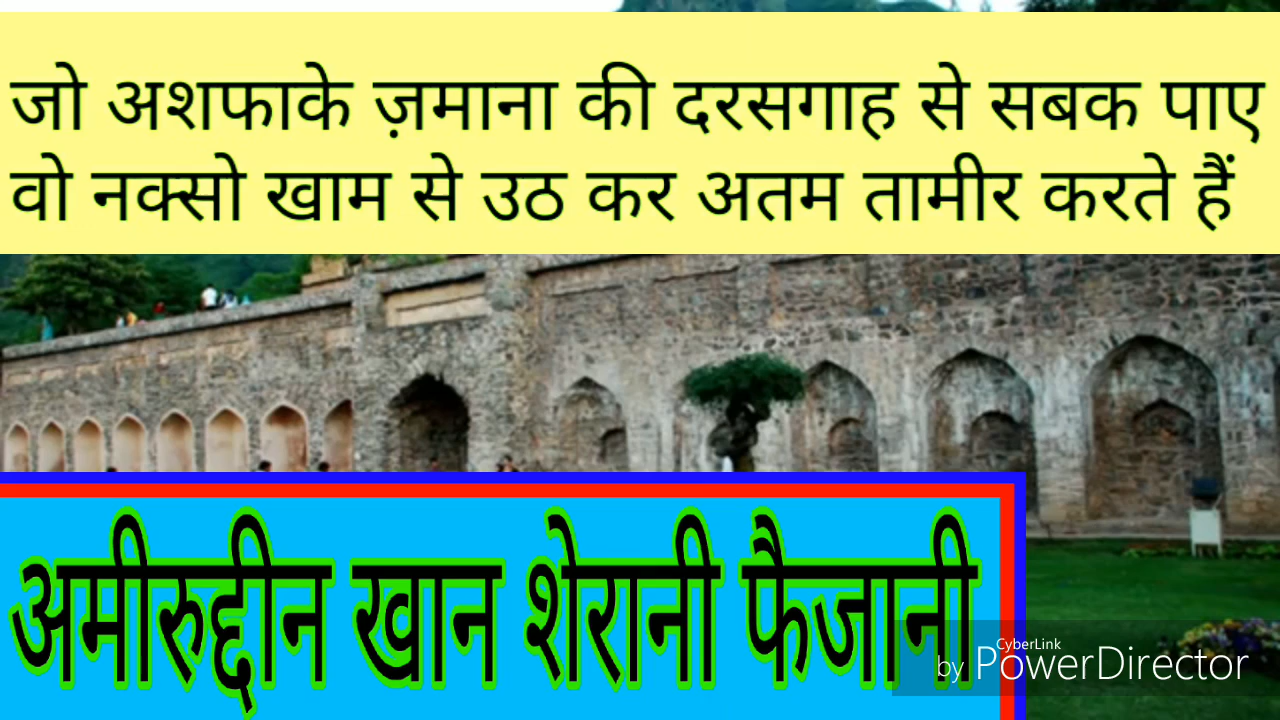 जो अशफाके ज़माना की दरसगाह से सबक पाए
वो नक्सो खाम से उठ कर अतम तामीर करते हैं
अमीरुद्दीन खान शेरानी फैजानी
CyberLink
by PowerDirector